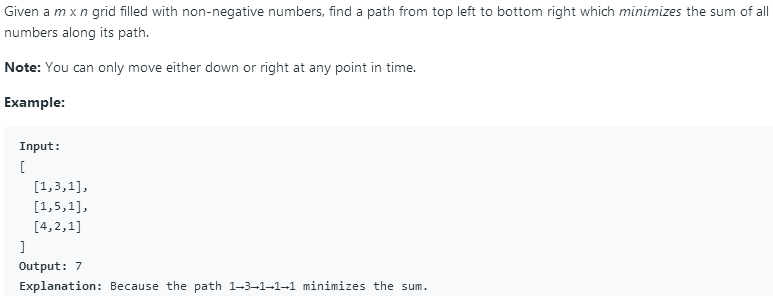 Given a m x n grid filled with non-negative numbers, find a path from top left to bottom right which minimizes the sum of all
numbers along its path.
Note: You can only move either down or right at any point in time.
Example:
Input:
[
[1,3,1],
[1,5,1],
[4,2,1]
]
Output: 7
Explanation: Because the path 1→3→1→1→1 minimizes the sum.